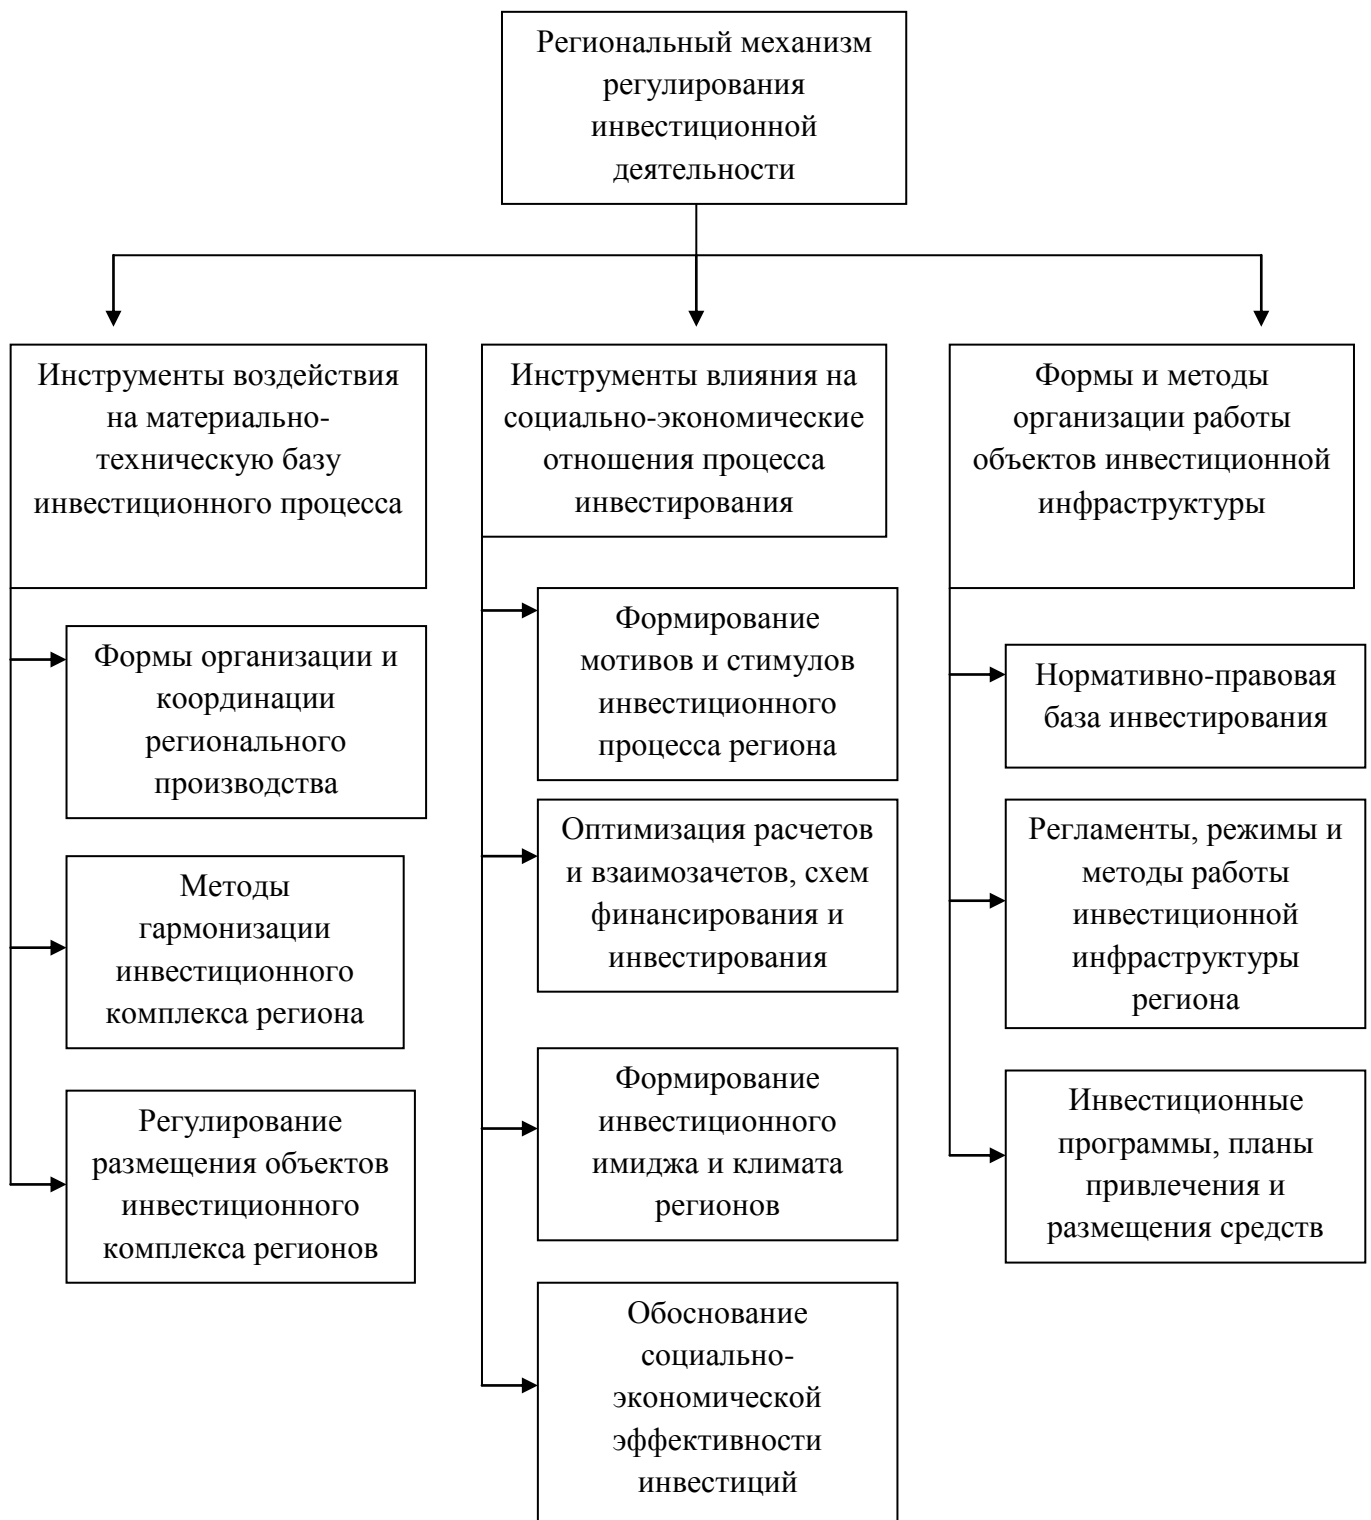 Региональный механизм
регулирования
инвестиционной
деятельности
Инструменты воздействия
на материально-
техническую базу
инвестиционного процесса
Формы организации и
координации
регионального
производства
Методы
гармонизации
инвестиционного
комплекса региона
Регулирование
размещения объектов
инвестиционного
комплекса регионов
Инструменты влияния на
социально-экономические
отношения процесса
инвестирования
Формирование
мотивов и стимулов
инвестиционного
процесса региона
Оптимизация расчетов
и взаимозачетов, схем
финансирования и
инвестирования
Формирование
инвестиционного
имиджа и климата
регионов
Обоснование
социально-
экономической
эффективности
инвестиций
Формы и методы
организации работы
объектов инвестиционной
инфраструктуры
Нормативно-правовая
база инвестирования
Регламенты, режимы и
методы работы
инвестиционной
инфраструктуры
региона
Инвестиционные
программы, планы
привлечения и
размещения средств